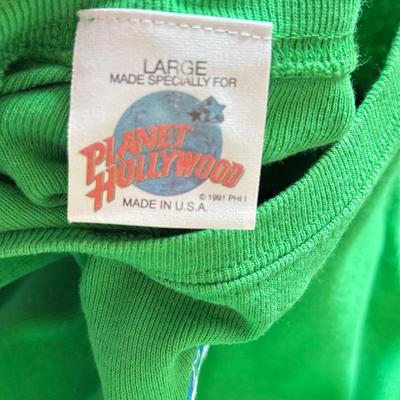 LARGE
MADE SPECIALLY FOR
PLANET
HOLLYWOOD
© 1991 PHI I
MADE IN U.S.A.